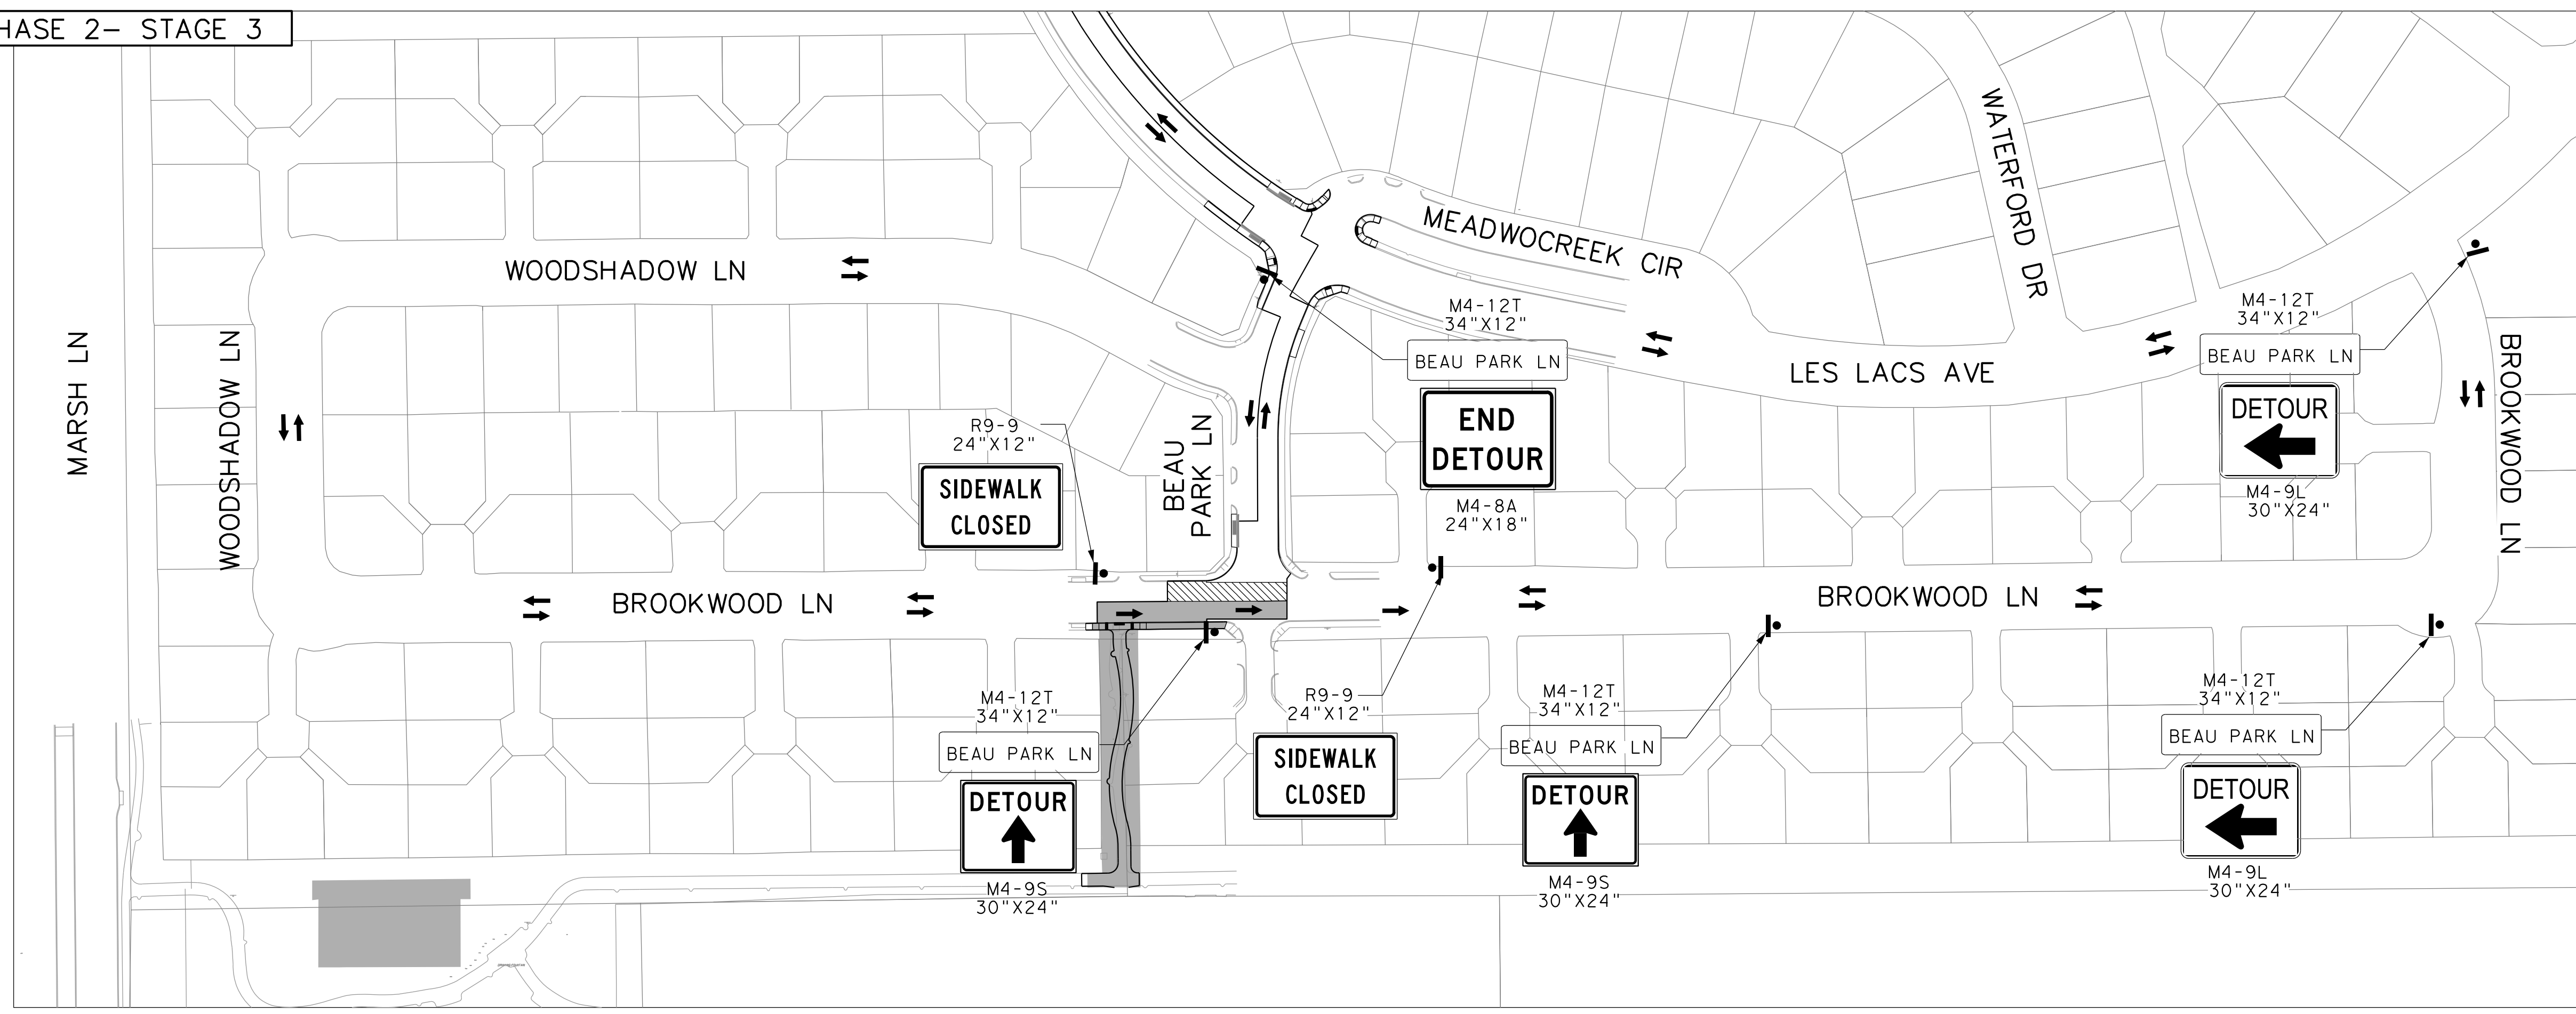 HASE 2- STAGE 3
MARSH LN
WOODSHADOW LN
WOODSHADOW LN
MEADWOCREEK CIR
WATERFORD DR
LES LACS AVE
BROOKWOOD LN
BEAU
PARK LN
BROOKWOOD LN
BROOKWOOD LN
R9-9
24"X12"
SIDEWALK
CLOSED
M4-12T
34"X12"
BEAU PARK LN
END
DETOUR
M4-8A
24"X18"
M4-12T
34"X12"
BEAU PARK LN
DETOUR
M4-9L
30"X24"
M4-12T
34"X12"
BEAU PARK LN
DETOUR
M4-9S
30"X24"
R9-9
24"X12"
SIDEWALK
CLOSED
M4-12T
34"X12"
BEAU PARK LN
DETOUR
M4-9S
30"X24"
M4-12T
34"X12"
BEAU PARK LN
DETOUR
M4-9L
30"X24"